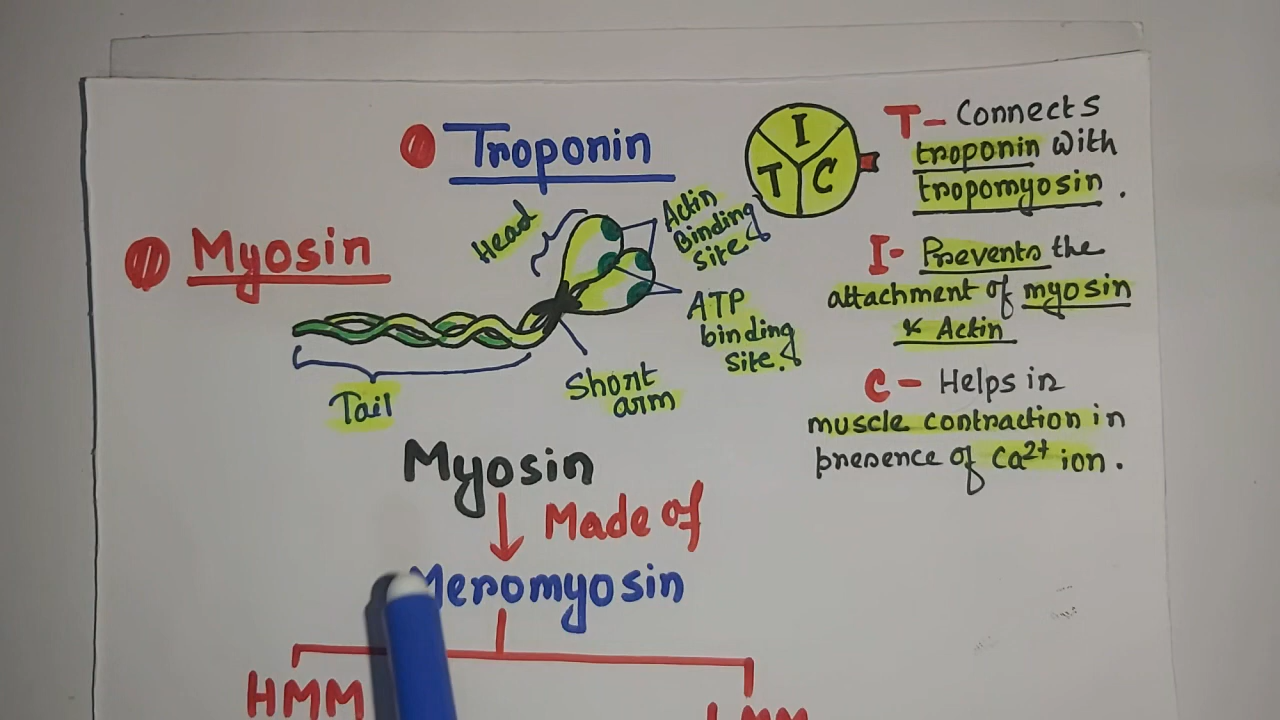 Troponin
I
T C
T- Connects
troponin with
tropomyosin.
I- Prevents the
attachment of myosin
& Actin
C- Helps in
muscle contraction in
presence of Ca²⁺ ion.
Myosin
Head
Actin
Binding
site
ATP
binding
site.
Short
arm
Tail
Myosin
Made of
Meromyosin
HMM
LMM